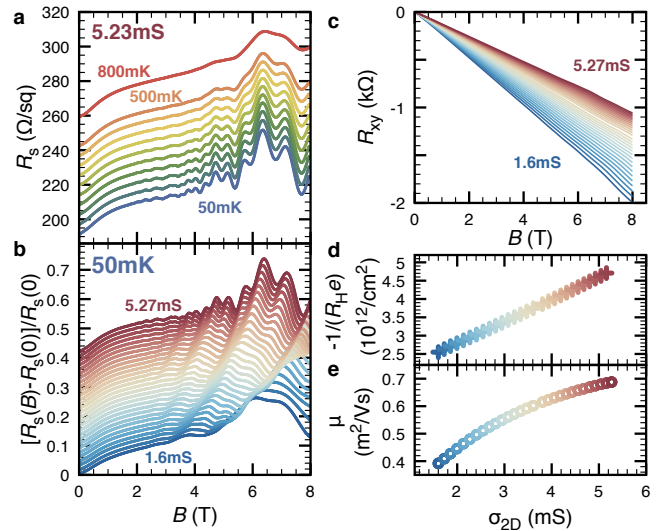 a
5.23mS
320
300
280
260
240
220
200
800mK
500mK
50mK
R_s (Ω/sq)
b
50mK
0.7
0.6
0.5
0.4
0.3
0.2
0.1
0
5.27mS
1.6mS
[R_s(B)-R_s(0)]/R_s(0)
0 2 4 6 8
B (T)
c
0
-1
-2
R_xy (kΩ)
5.27mS
1.6mS
0 2 4 6 8
B (T)
d
5
4.5
4
3.5
3
2.5
-1/(R_H e)
(10^12/cm^2)
e
0.7
0.6
0.5
0.4
μ
(m^2/Vs)
2 3 4 5 6
σ_2D (mS)